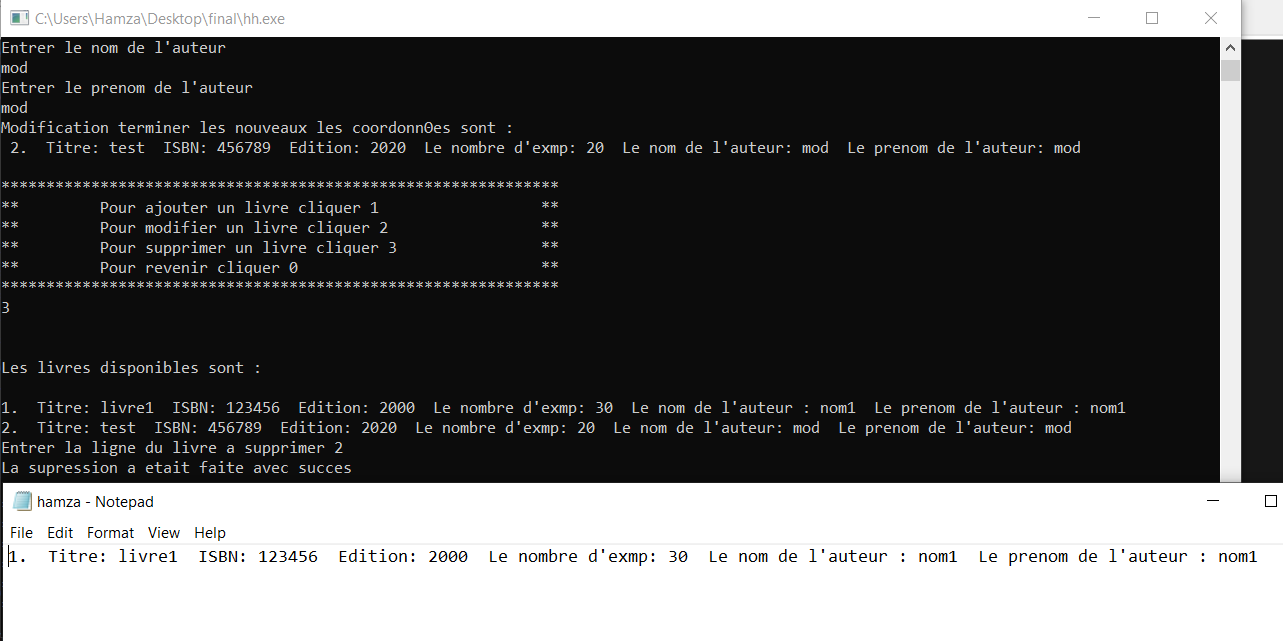 C:\Users\Hamza\Desktop\final\hh.exe
Entrer le nom de l'auteur
mod
Entrer le prenom de l'auteur
mod
Modification terminer les nouveaux les coordonnΘes sont :
2.  Titre: test  ISBN: 456789  Edition: 2020  Le nombre d'exmp: 20  Le nom de l'auteur: mod  Le prenom de l'auteur: mod
**************************************************************
**         Pour ajouter un livre cliquer 1                  **
**         Pour modifier un livre cliquer 2                 **
**         Pour supprimer un livre cliquer 3                **
**         Pour revenir cliquer 0                           **
**************************************************************
3
Les livres disponibles sont :
1.  Titre: livre1  ISBN: 123456  Edition: 2000  Le nombre d'exmp: 30  Le nom de l'auteur : nom1  Le prenom de l'auteur : nom1
2.  Titre: test  ISBN: 456789  Edition: 2020  Le nombre d'exmp: 20  Le nom de l'auteur: mod  Le prenom de l'auteur: mod
Entrer la ligne du livre a supprimer 2
La supression a etait faite avec succes
hamza - Notepad
File  Edit  Format  View  Help
1.  Titre: livre1  ISBN: 123456  Edition: 2000  Le nombre d'exmp: 30  Le nom de l'auteur : nom1  Le prenom de l'auteur : nom1